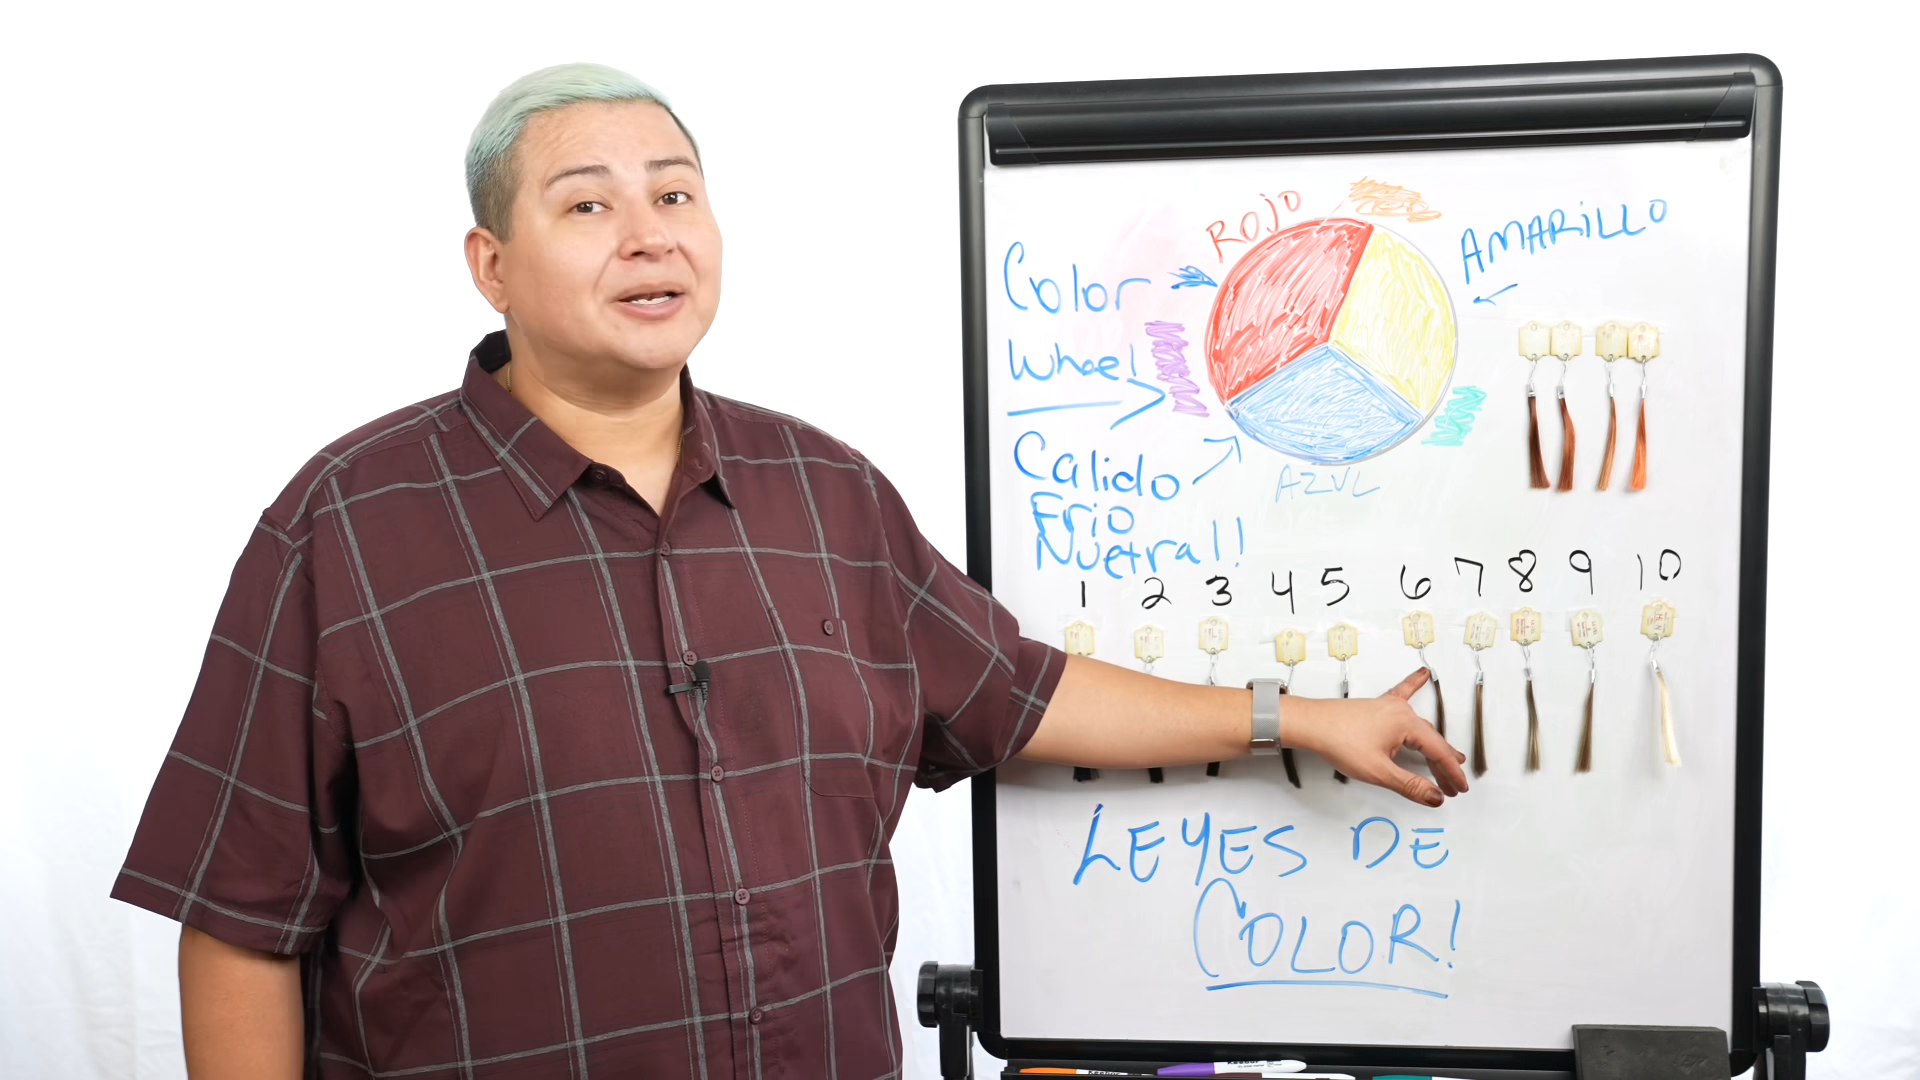 ROJO
AMARiLLO
Color
Wheel
Calido
Frio
Nuetral!!
AZUL
1 2 3 4 5 6 7 8 9 10
LEYES DE
COLOR!